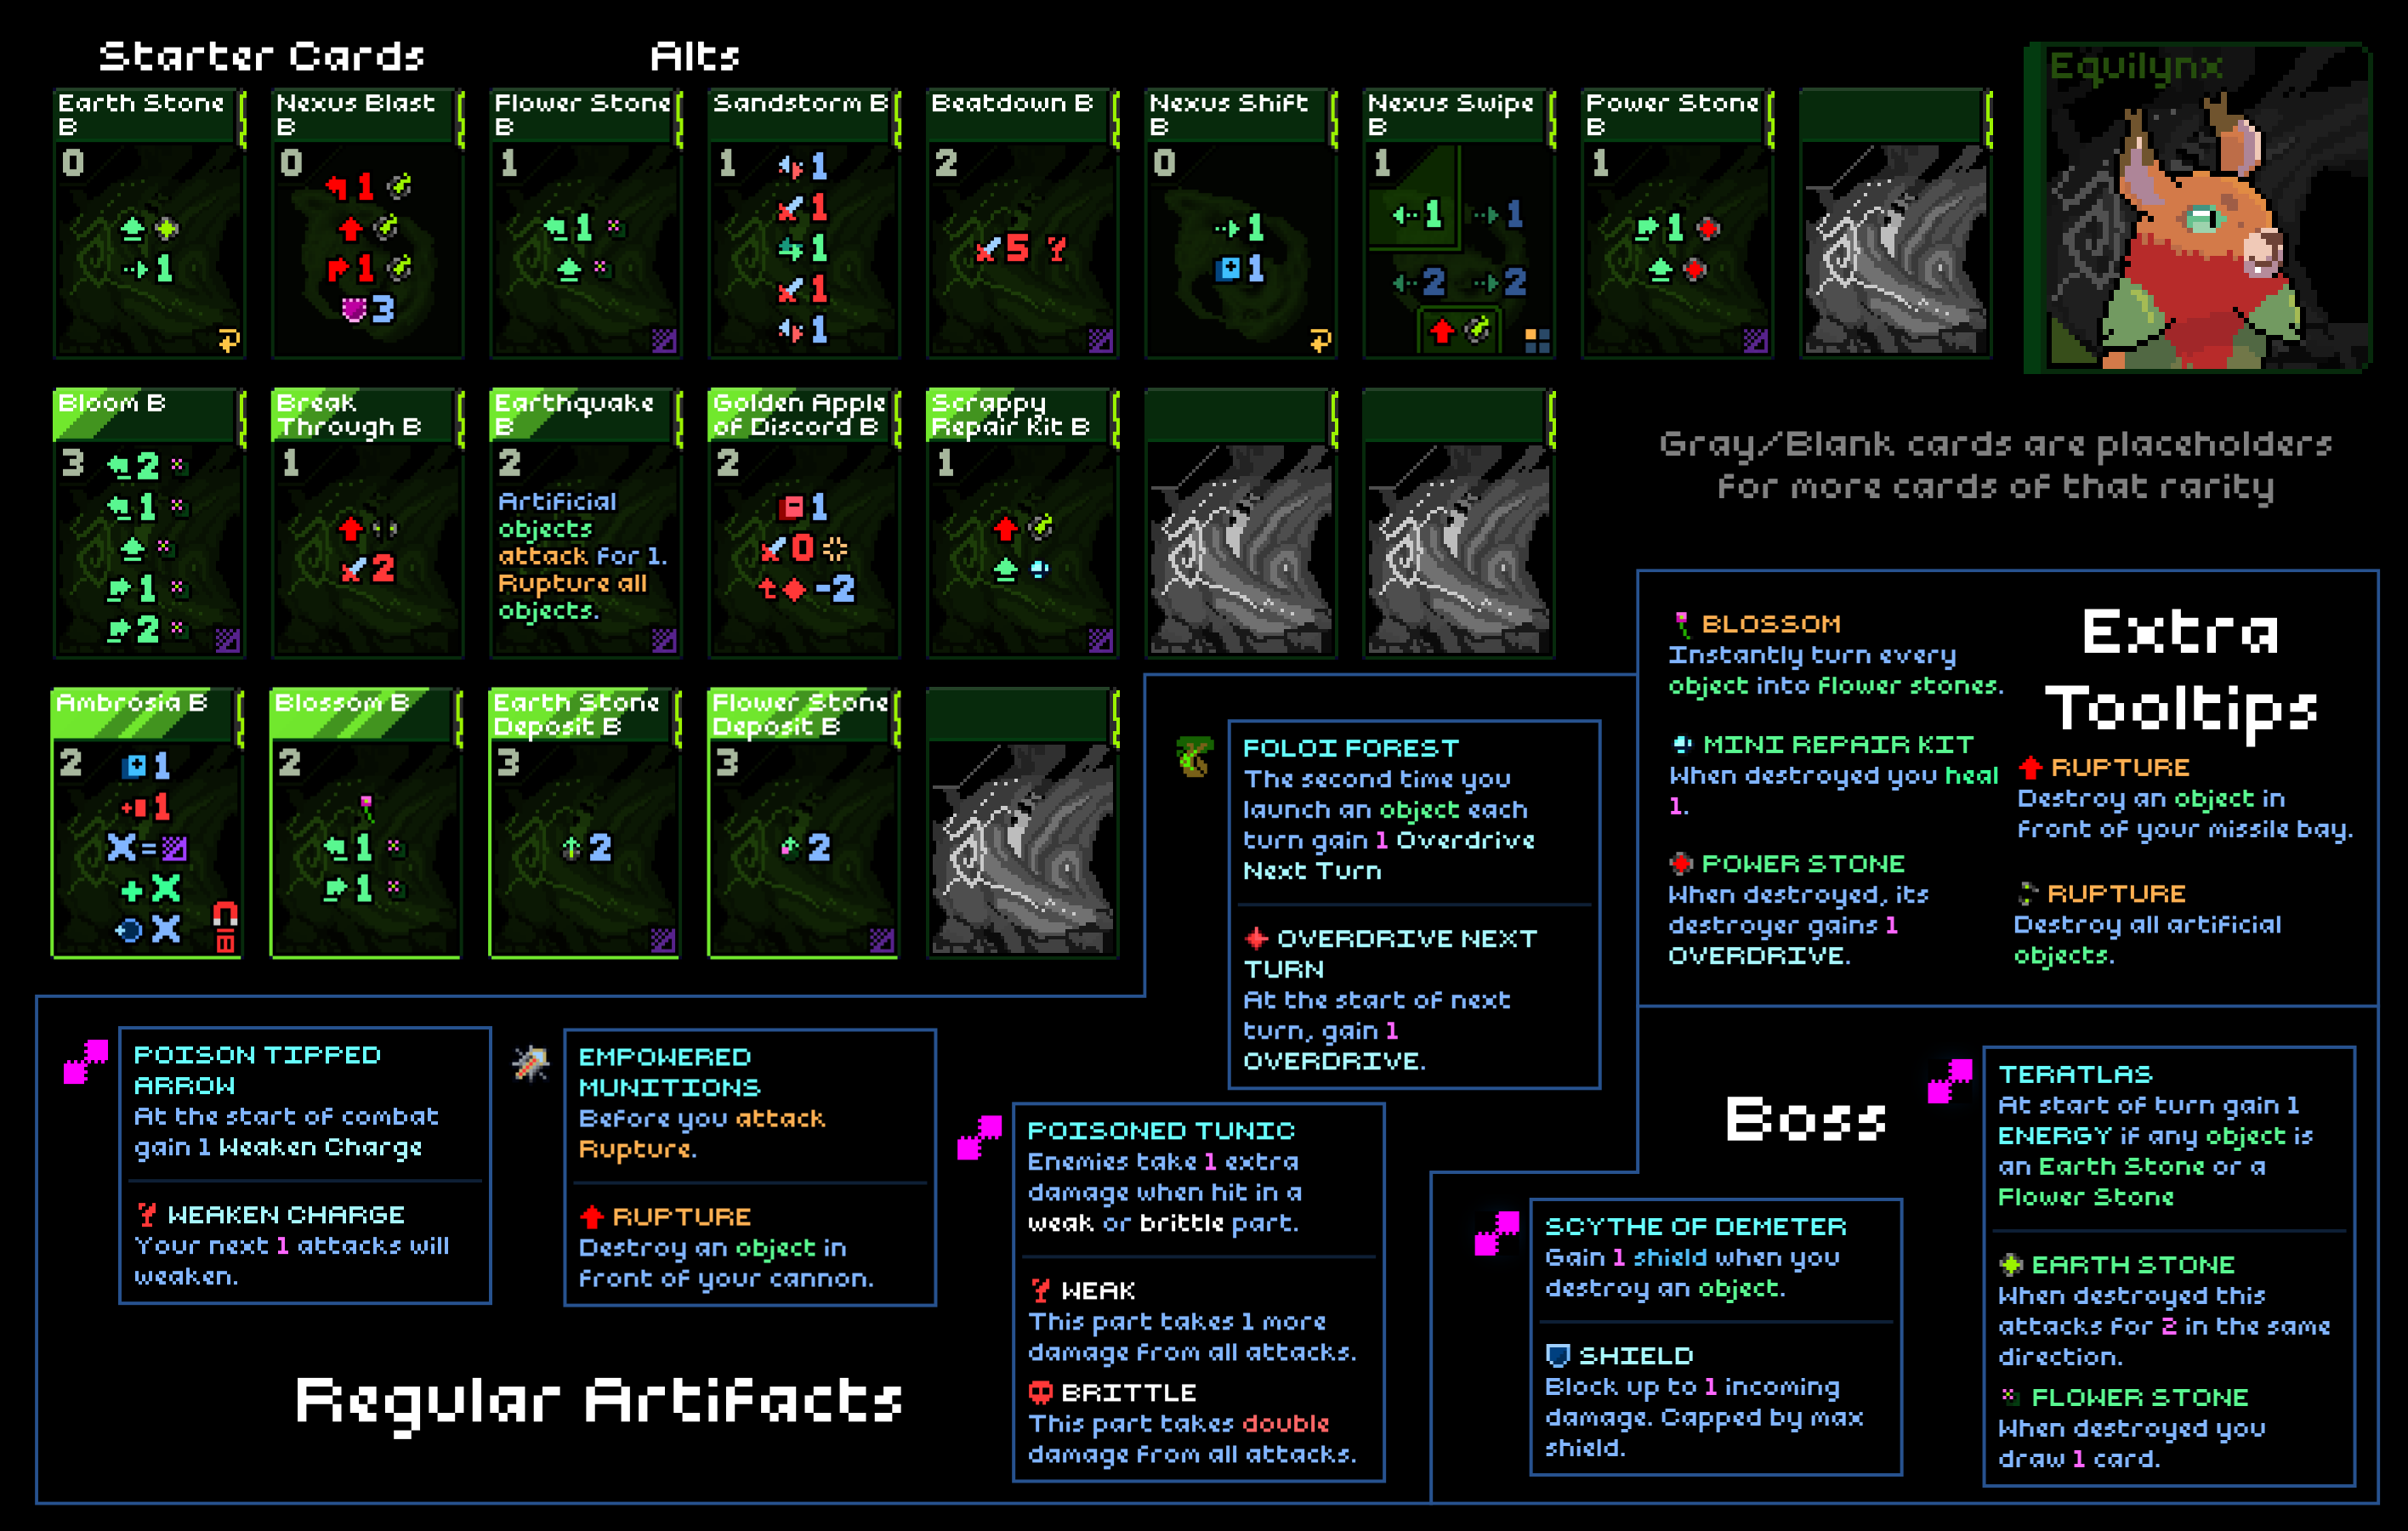 Starter Cards
Alts
Equilynx
Earth Stone
B
0
1
Nexus Blast
B
0
1
1
3
Flower Stone
B
1
1
Sandstorm B
1
1
1
1
1
1
Beatdown B
2
5
Nexus Shift
B
0
1
1
Nexus Swipe
B
1
1 1
2 2
Power Stone
B
1
1
Bloom B
3
2
1
1
2
Break
Through B
1
2
Earthquake
B
2
Artificial
objects
attack for 1.
Rupture all
objects.
Golden Apple
of Discord B
2
1
0
t -2
Scrappy
Repair Kit B
1
Gray/Blank cards are placeholders
for more cards of that rarity
Ambrosia B
2
1
+ 1
X =
+ X
X
Blossom B
2
1
1
Earth Stone
Deposit B
3
2
Flower Stone
Deposit B
3
2
FOLOI FOREST
The second time you
launch an object each
turn gain 1 Overdrive
Next Turn
OVERDRIVE NEXT
TURN
At the start of next
turn, gain 1
OVERDRIVE.
Extra
Tooltips
BLOSSOM
Instantly turn every
object into flower stones.
MINI REPAIR KIT
When destroyed you heal
1.
POWER STONE
When destroyed, its
destroyer gains 1
OVERDRIVE.
RUPTURE
Destroy an object in
front of your missile bay.
RUPTURE
Destroy all artificial
objects.
POISON TIPPED
ARROW
At the start of combat
gain 1 Weaken Charge
WEAKEN CHARGE
Your next 1 attacks will
weaken.
EMPOWERED
MUNITIONS
Before you attack
Rupture.
RUPTURE
Destroy an object in
front of your cannon.
POISONED TUNIC
Enemies take 1 extra
damage when hit in a
weak or brittle part.
WEAK
This part takes 1 more
damage from all attacks.
BRITTLE
This part takes double
damage from all attacks.
Regular Artifacts
Boss
SCYTHE OF DEMETER
Gain 1 shield when you
destroy an object.
SHIELD
Block up to 1 incoming
damage. Capped by max
shield.
TERATLAS
At start of turn gain 1
ENERGY if any object is
an Earth Stone or a
Flower Stone
EARTH STONE
When destroyed this
attacks for 2 in the same
direction.
FLOWER STONE
When destroyed you
draw 1 card.